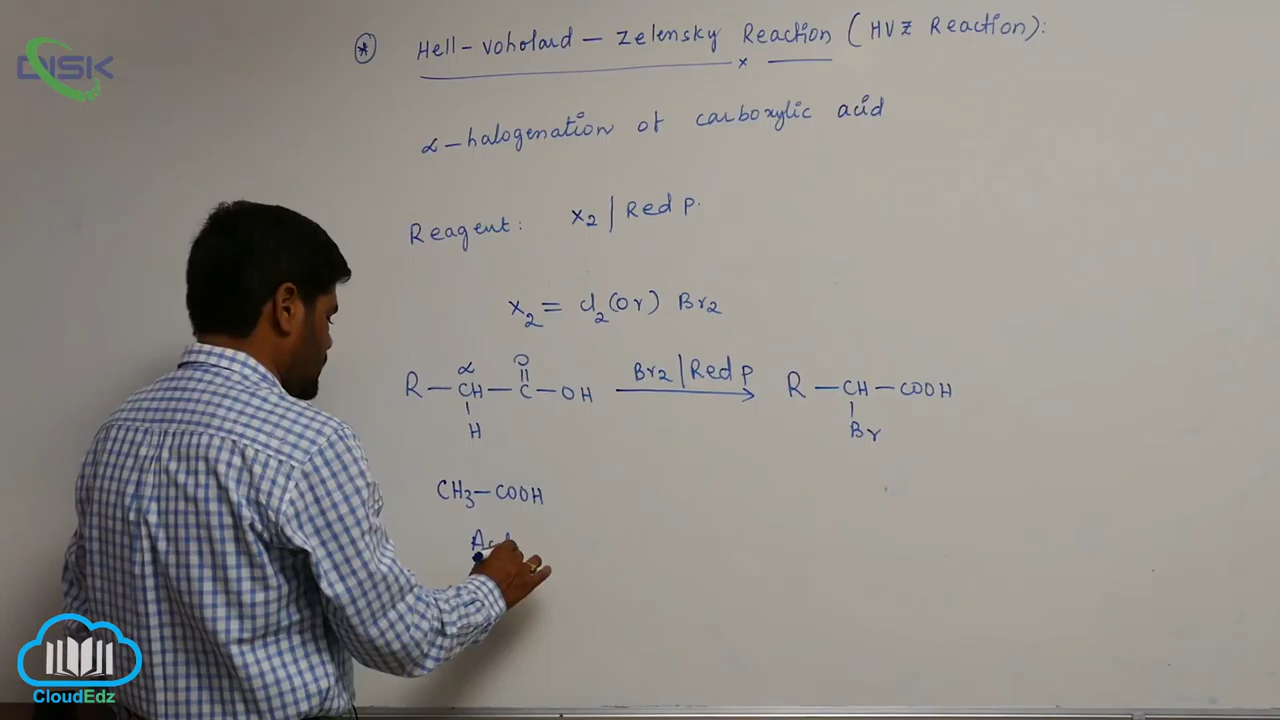 DISK
* Hell-Voholard-Zelensky Reaction (HVZ Reaction):
α-halogenation of carboxylic acid
Reagent: X2 | Red P.
X2 = Cl2 (Or) Br2
α O Br2 | Red P
R-CH-C-OH → R-CH-COOH
H Br
CH3-COOH
CloudEdz